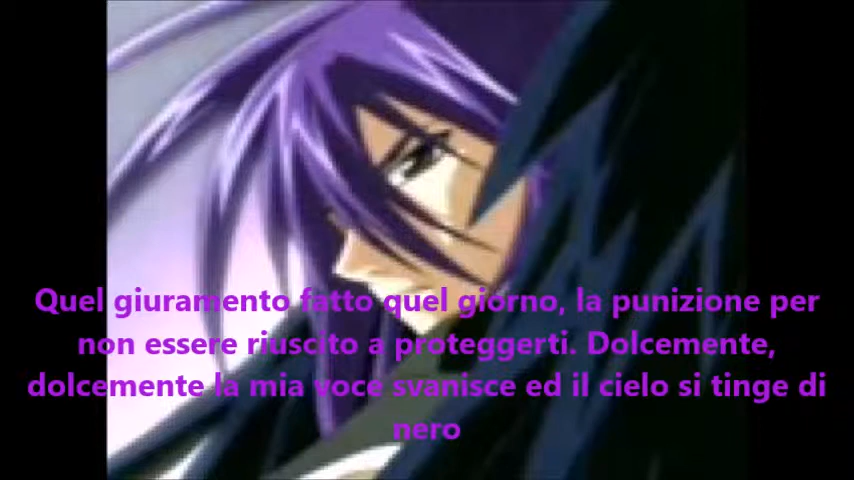 Quel giuramento fatto quel giorno, la punizione per
non essere riuscito a proteggerti. Dolcemente,
dolcemente la mia voce svanisce ed il cielo si tinge di
nero